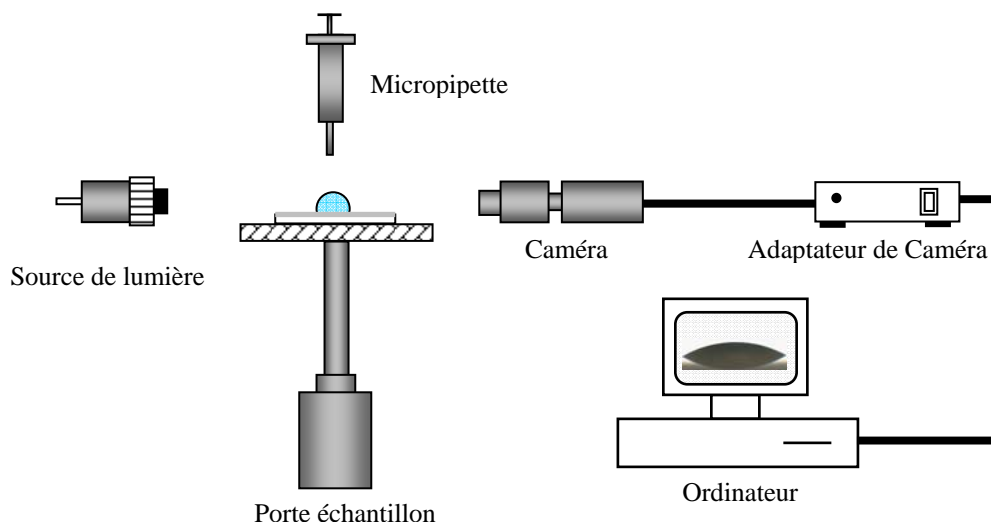 Micropipette
Source de lumière
Caméra
Adaptateur de Caméra
Porte échantillon
Ordinateur